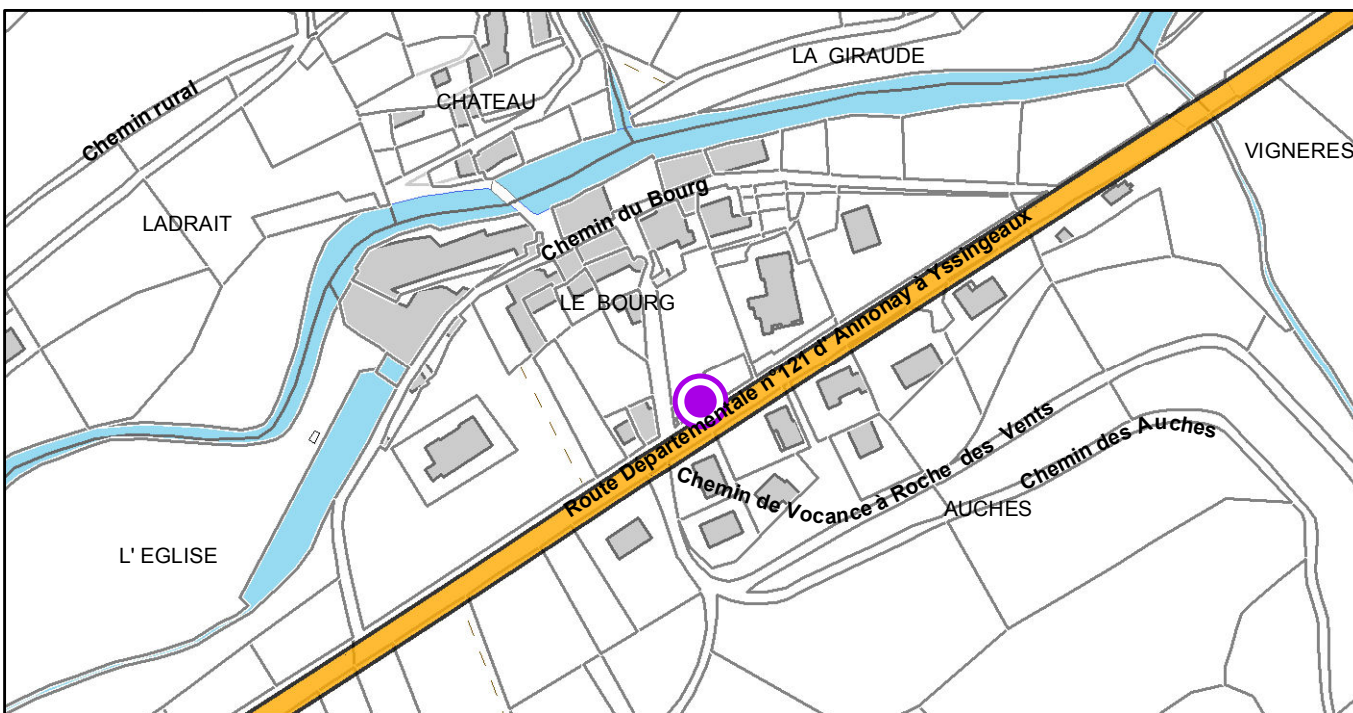 LA GIRAUDE
CHATEAU
Chemin rural
VIGNERES
LADRAIT
Chemin du Bourg
LE BOURG
Route Départementale n°121 d' Annonay à Yssingeaux
Chemin de Vocance à Roche des Vents
Chemin des Auches
AUCHES
L' EGLISE